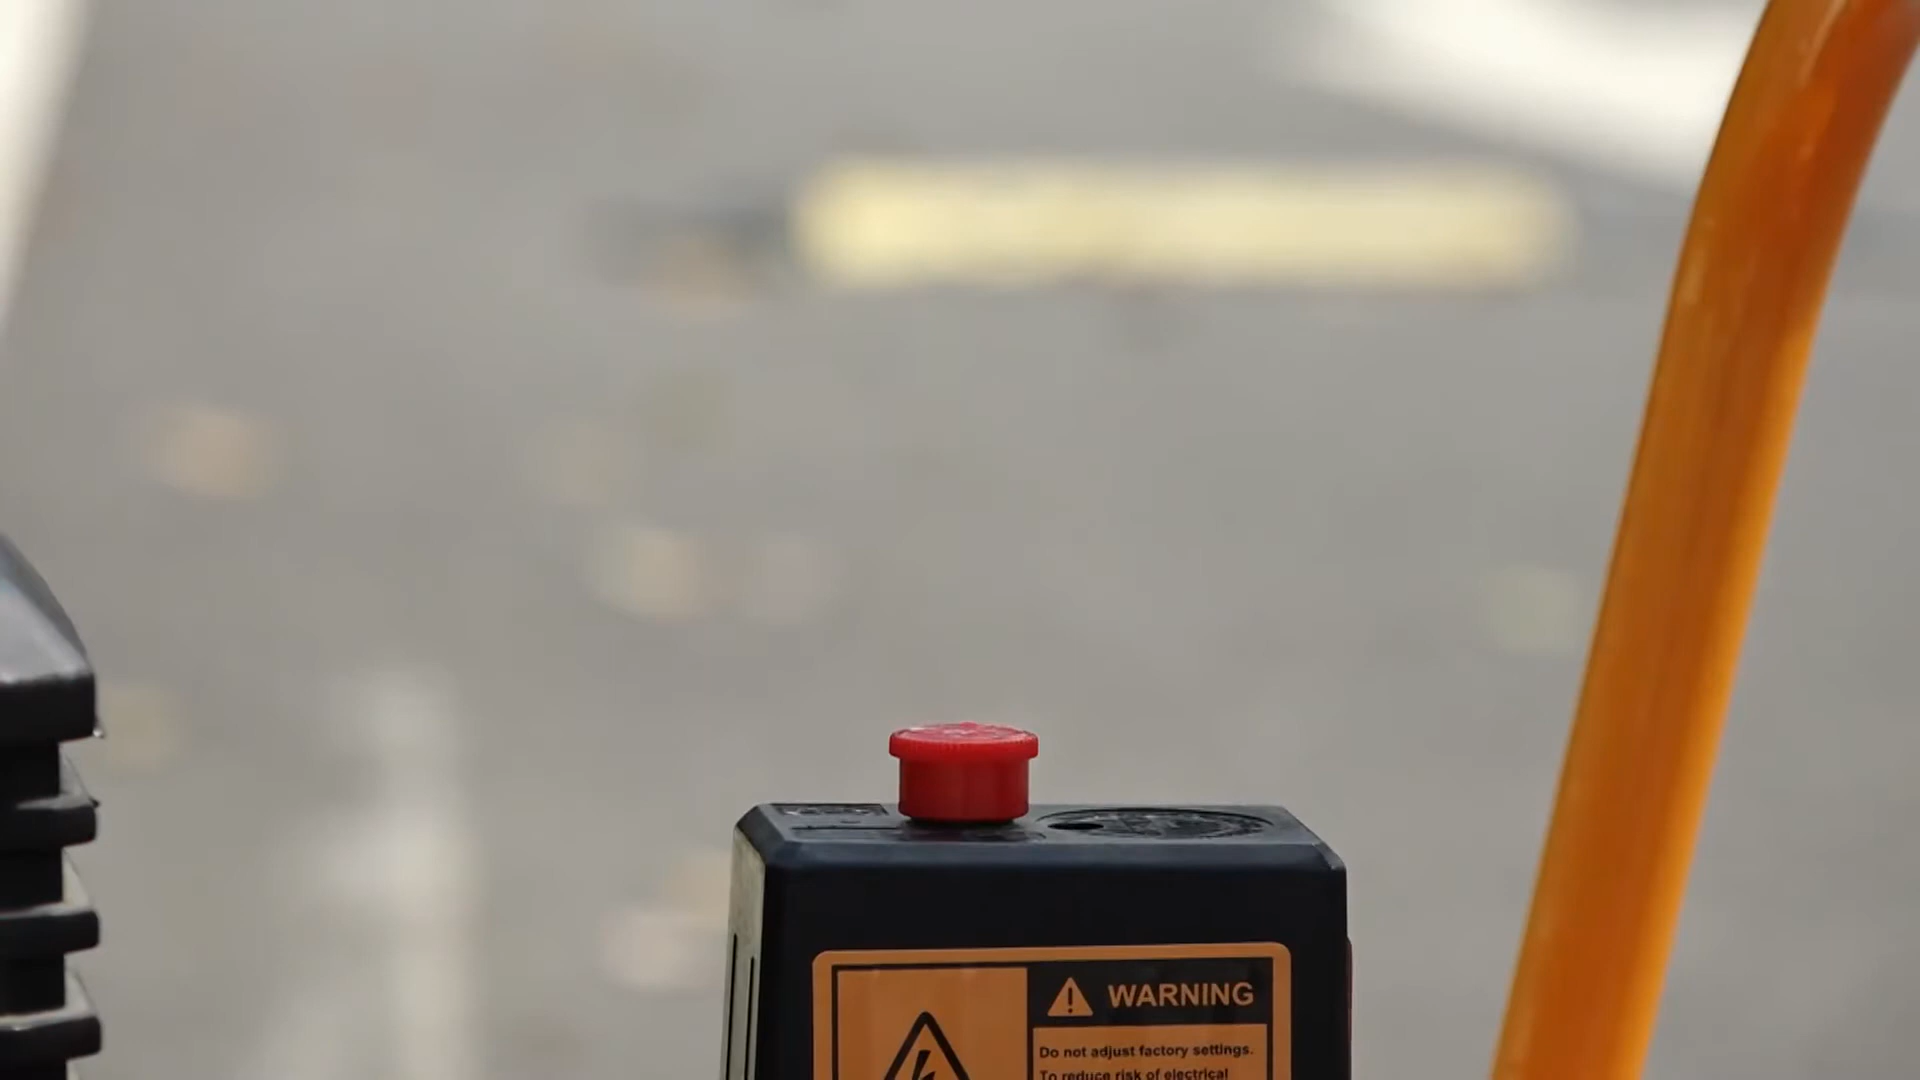 WARNING
Do not adjust factory settings.
To reduce risk of electrical